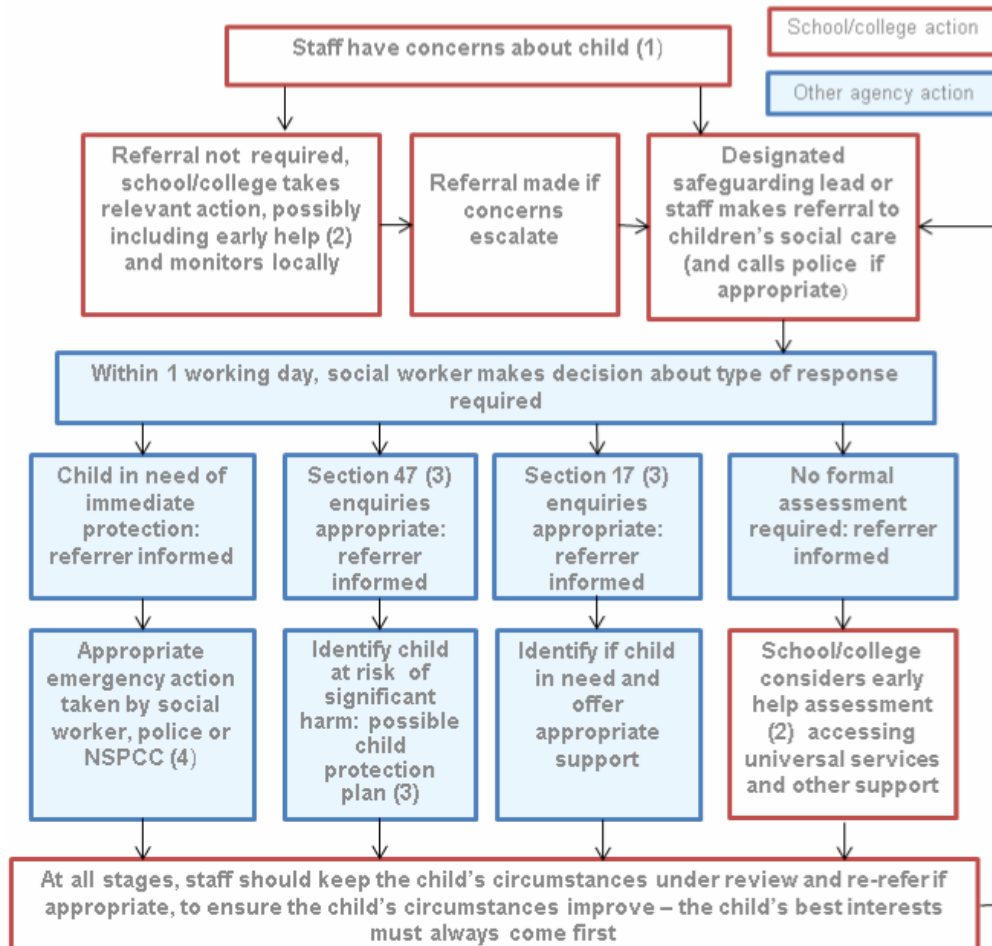 Staff have concerns about child (1)
School/college action
Other agency action
Referral not required,
school/college takes
relevant action, possibly
including early help (2)
and monitors locally
Referral made if
concerns
escalate
Designated
safeguarding lead or
staff makes referral to
children's social care
(and calls police if
appropriate)
Within 1 working day, social worker makes decision about type of response
required
Child in need of
immediate
protection:
referrer informed
Section 47 (3)
enquiries
appropriate:
referrer
informed
Section 17 (3)
enquiries
appropriate:
referrer
informed
No formal
assessment
required: referrer
informed
Appropriate
emergency action
taken by social
worker, police or
NSPCC (4)
Identify child
at risk of
significant
harm: possible
child
protection
plan (3)
Identify if child
in need and
offer
appropriate
support
School/college
considers early
help assessment
(2) accessing
universal services
and other support
At all stages, staff should keep the child's circumstances under review and re-refer if
appropriate, to ensure the child's circumstances improve – the child's best interests
must always come first